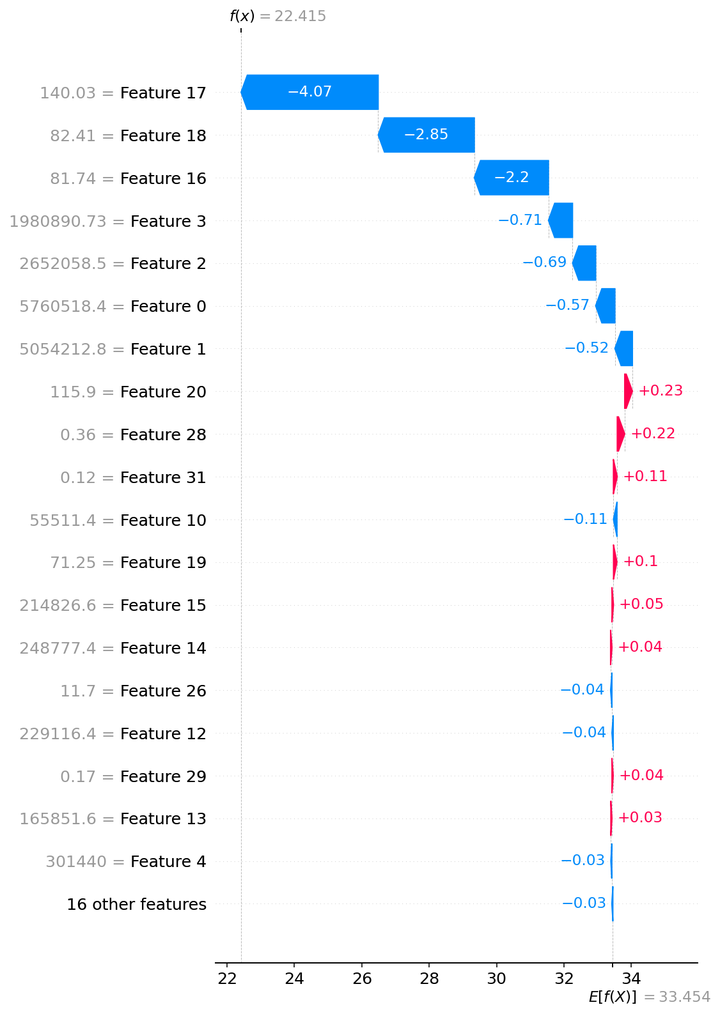 f(x) = 22.415
140.03 = Feature 17 −4.07
82.41 = Feature 18 −2.85
81.74 = Feature 16 −2.2
1980890.73 = Feature 3 −0.71
2652058.5 = Feature 2 −0.69
5760518.4 = Feature 0 −0.57
5054212.8 = Feature 1 −0.52
115.9 = Feature 20 +0.23
0.36 = Feature 28 +0.22
0.12 = Feature 31 +0.11
55511.4 = Feature 10 −0.11
71.25 = Feature 19 +0.1
214826.6 = Feature 15 +0.05
248777.4 = Feature 14 +0.04
11.7 = Feature 26 −0.04
229116.4 = Feature 12 −0.04
0.17 = Feature 29 +0.04
165851.6 = Feature 13 +0.03
301440 = Feature 4 −0.03
16 other features −0.03
22 24 26 28 30 32 34
E[f(X)] = 33.454